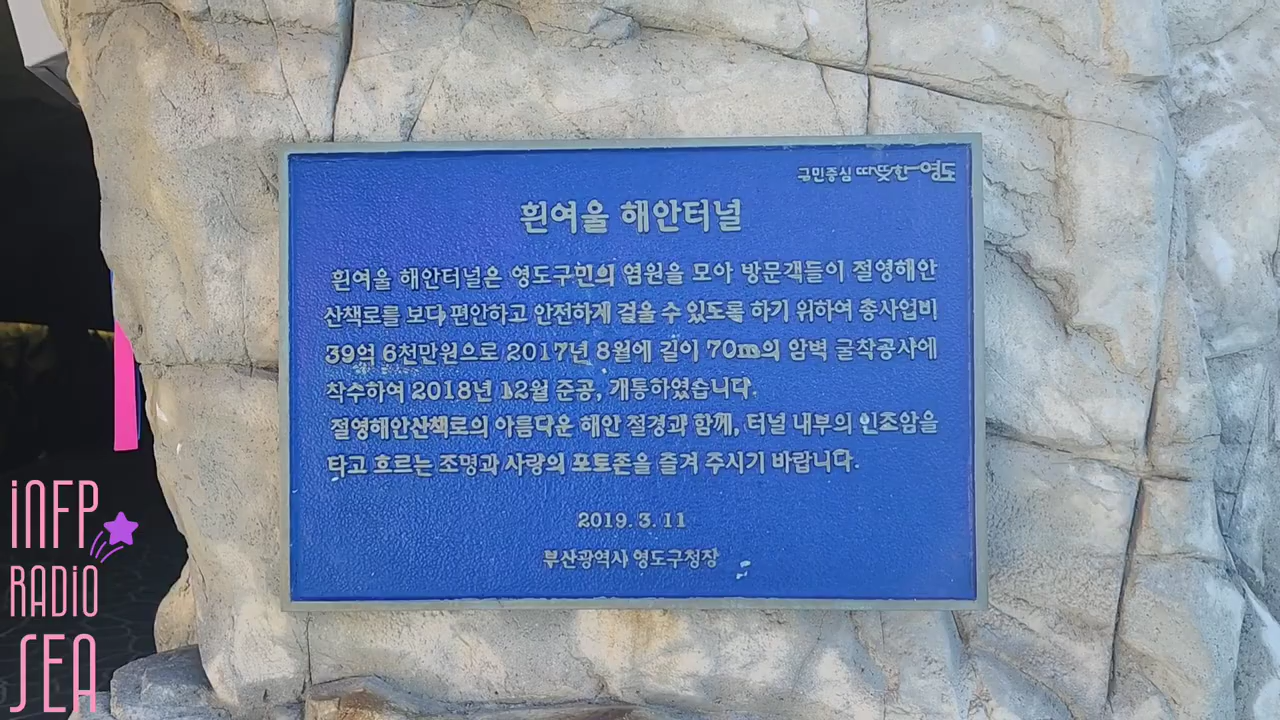 구민중심 따뜻한 영도
흰여울 해안터널
흰여울 해안터널은 영도구민의 염원을 모아 방문객들이 절영해안
산책로를 보다 편안하고 안전하게 걸을 수 있도록 하기 위하여 총사업비
39억 6천만원으로 2017년 8월에 길이 70m의 암벽 굴착공사에
착수하여 2018년 12월 준공, 개통하였습니다.
절영해안산책로의 아름다운 해안 절경과 함께, 터널 내부의 인조암을
타고 흐르는 조명과 사랑의 포토존을 즐겨 주시기 바랍니다.
2019. 3. 11
부산광역시 영도구청장
iNFP
RADiO
SEA